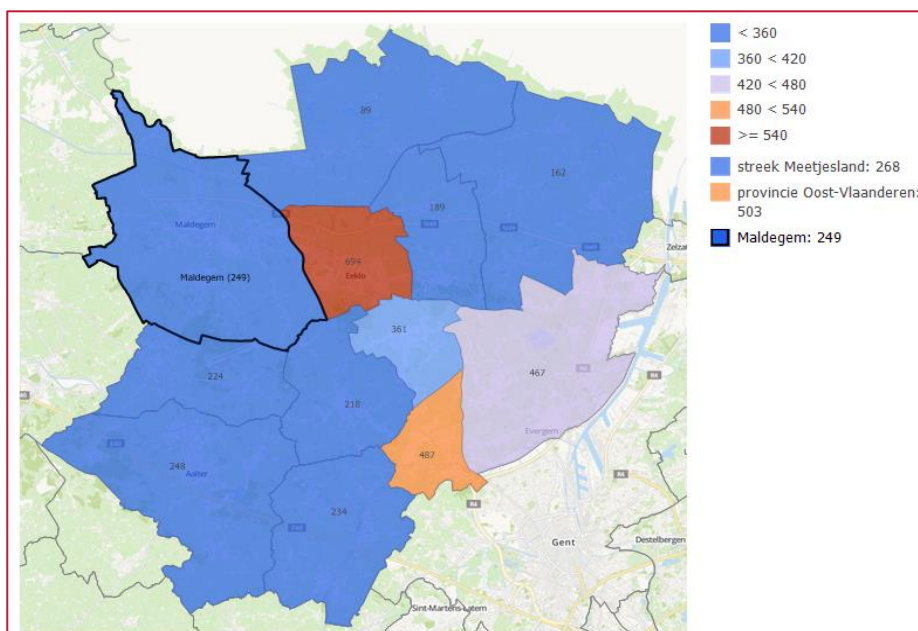 < 360
360 < 420
420 < 480
480 < 540
>= 540
streek Meetjesland: 268
provincie Oost-Vlaanderen:
503
Maldegem: 249
89
162
189
Maldegem
Zelzate
694
Eeklo
Maldegem (249)
361
467
224
218
Evergem
487
248
Aalter
R4
R4
234
Gent
Destelbergen
Sint-Martens-Latem